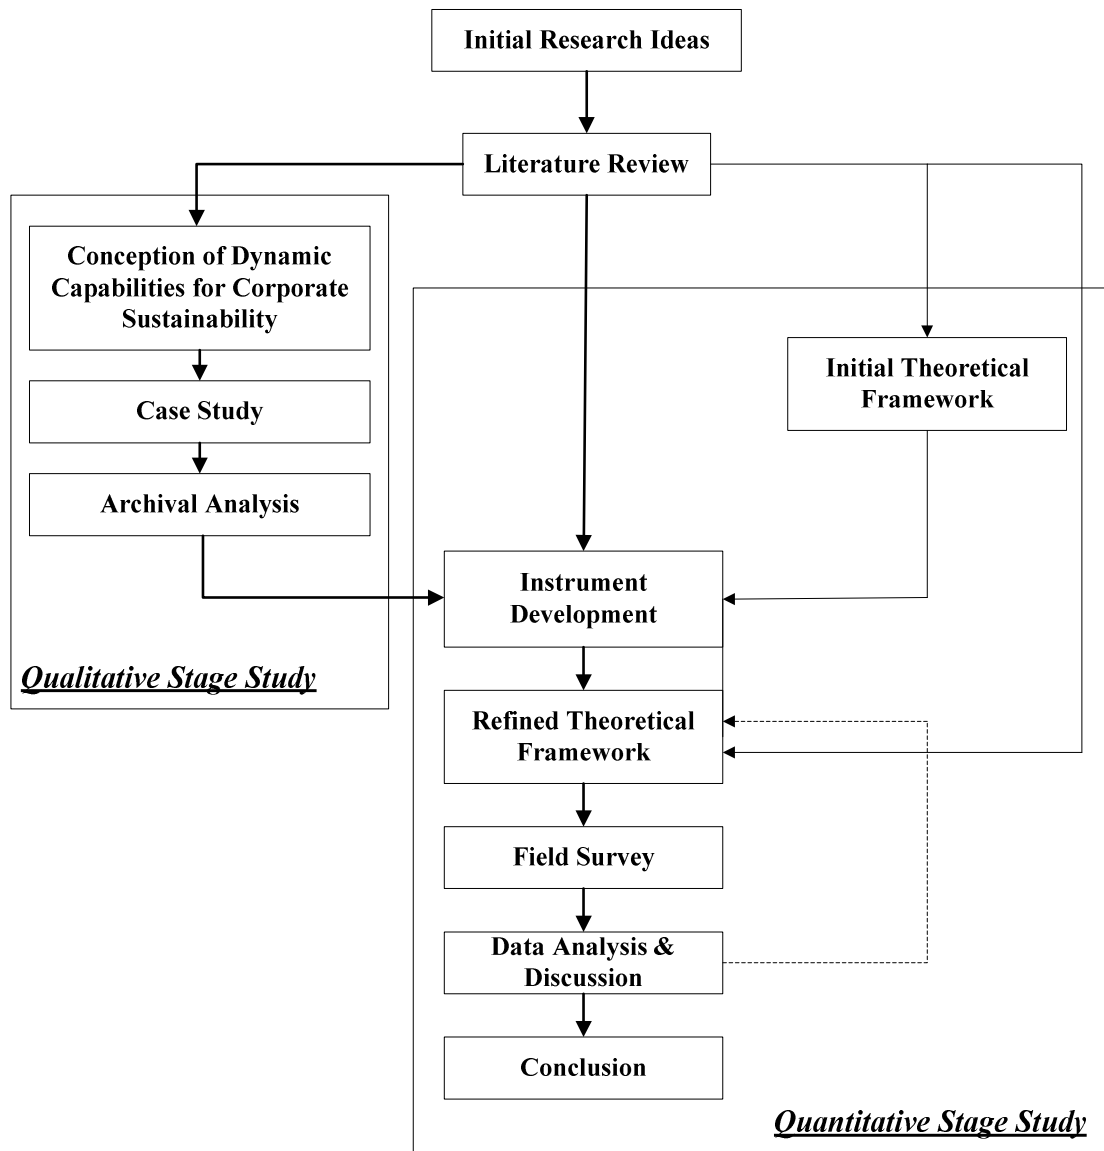 Initial Research Ideas
Literature Review
Conception of Dynamic
Capabilities for Corporate
Sustainability
Case Study
Archival Analysis
Qualitative Stage Study
Initial Theoretical
Framework
Instrument
Development
Refined Theoretical
Framework
Field Survey
Data Analysis &
Discussion
Conclusion
Quantitative Stage Study